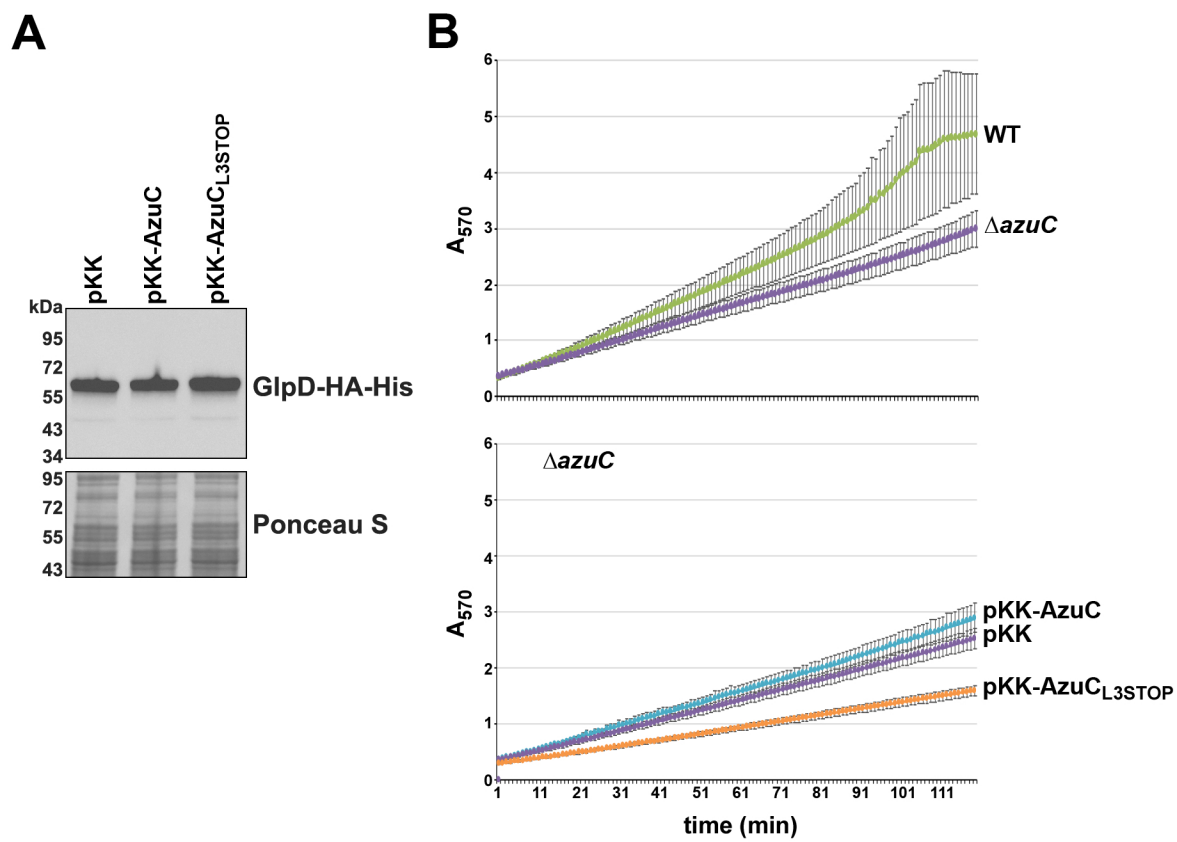 A
pKK
pKK-AzuC
pKK-AzuCL3STOP
kDa
95
72
55
43
34
GlpD-HA-His
95
72
55
43
Ponceau S
B
6
5
4
3
2
1
0
A570
WT
ΔazuC
6
5
4
3
2
1
0
A570
ΔazuC
pKK-AzuC
pKK
pKK-AzuCL3STOP
1 11 21 31 41 51 61 71 81 91 101 111
time (min)